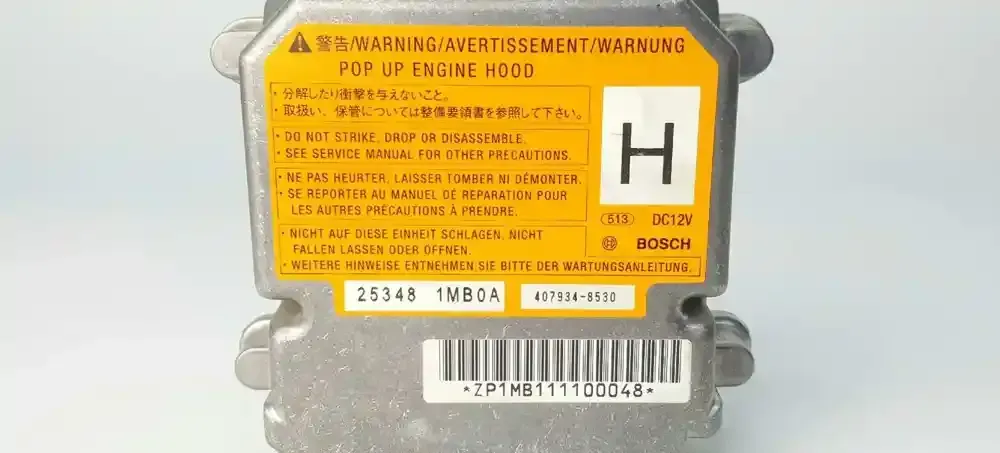 警告/WARNING/AVERTISSEMENT/WARNUNG
POP UP ENGINE HOOD
・分解したり衝撃を与えないこと。
・取扱い、保管については整備要領書を参照して下さい。
・DO NOT STRIKE, DROP OR DISASSEMBLE.
・SEE SERVICE MANUAL FOR OTHER PRECAUTIONS.
・NE PAS HEURTER, LAISSER TOMBER NI DÉMONTER.
・SE REPORTER AU MANUEL DE REPARATION POUR
LES AUTRES PRÉCAUTIONS À PRENDRE.
・NICHT AUF DIESE EINHEIT SCHLAGEN, NICHT
FALLEN LASSEN ODER ÖFFNEN.
・WEITERE HINWEISE ENTNEHMEN SIE BITTE DER WARTUNGSANLEITUNG.
H
513 DC12V
BOSCH
25348 1MB0A
407934-8530
*ZP1MB111100048*